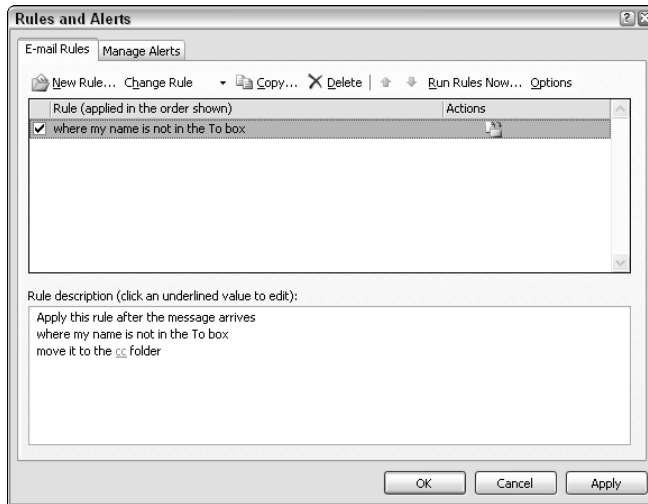 Rules and Alerts
E-mail Rules Manage Alerts
New Rule... Change Rule Copy... Delete Run Rules Now... Options
Rule (applied in the order shown) Actions
where my name is not in the To box
Rule description (click an underlined value to edit):
Apply this rule after the message arrives
where my name is not in the To box
move it to the cc folder
OK Cancel Apply